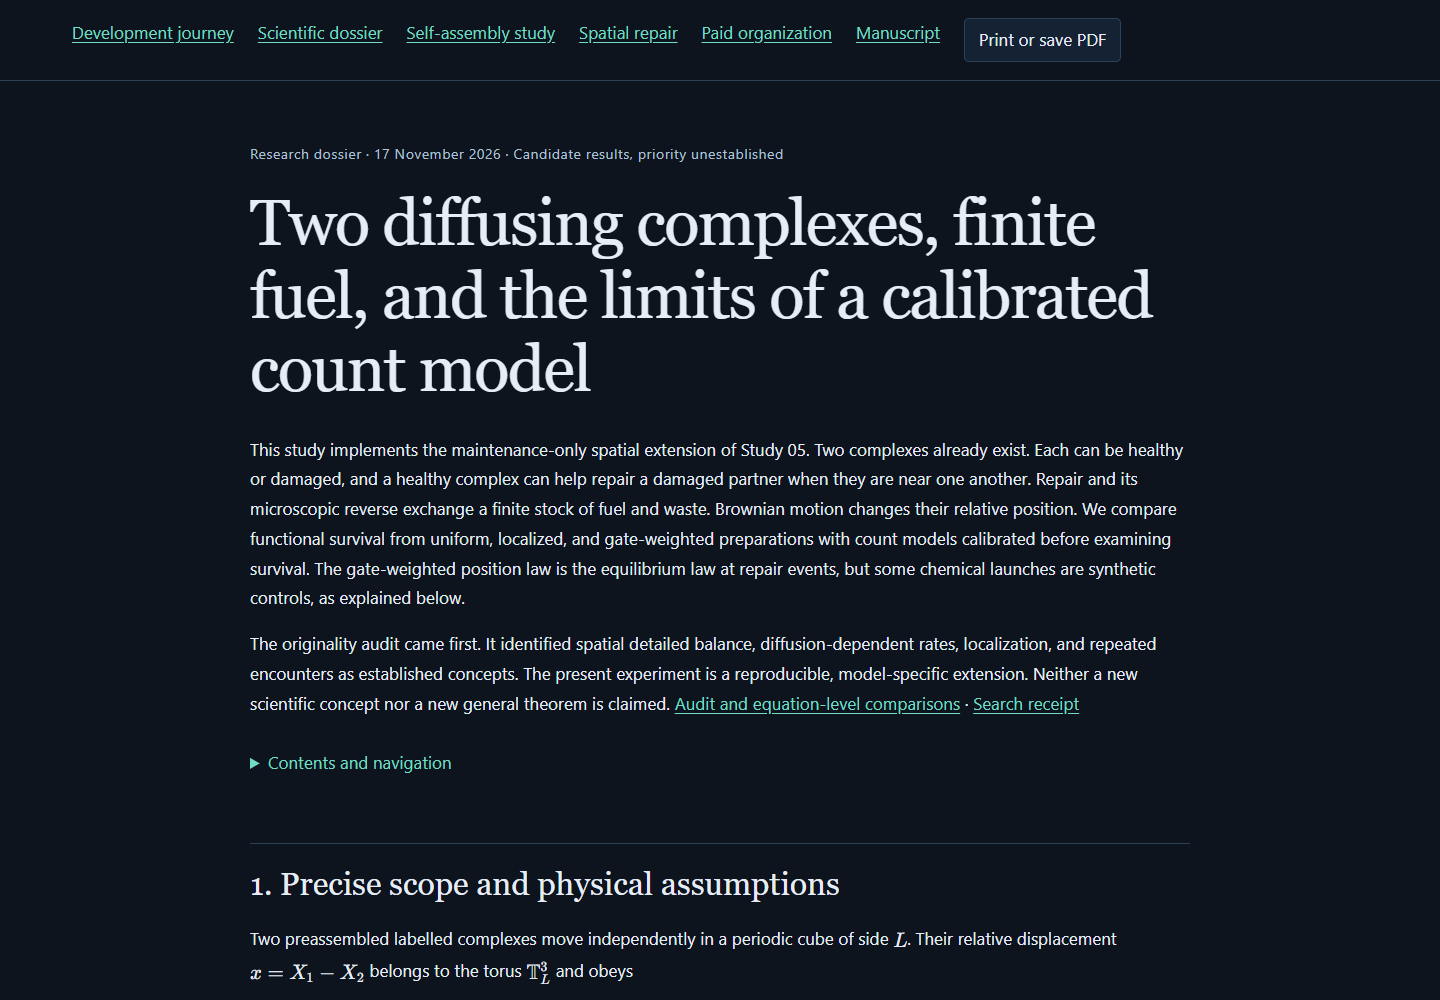 Development journey Scientific dossier Self-assembly study Spatial repair Paid organization Manuscript Print or save PDF
Research dossier · 17 November 2026 · Candidate results, priority unestablished
Two diffusing complexes, finite
fuel, and the limits of a calibrated
count model
This study implements the maintenance-only spatial extension of Study 05. Two complexes already exist. Each can be healthy
or damaged, and a healthy complex can help repair a damaged partner when they are near one another. Repair and its
microscopic reverse exchange a finite stock of fuel and waste. Brownian motion changes their relative position. We compare
functional survival from uniform, localized, and gate-weighted preparations with count models calibrated before examining
survival. The gate-weighted position law is the equilibrium law at repair events, but some chemical launches are synthetic
controls, as explained below.
The originality audit came first. It identified spatial detailed balance, diffusion-dependent rates, localization, and repeated
encounters as established concepts. The present experiment is a reproducible, model-specific extension. Neither a new
scientific concept nor a new general theorem is claimed. Audit and equation-level comparisons · Search receipt
▶ Contents and navigation
1. Precise scope and physical assumptions
Two preassembled labelled complexes move independently in a periodic cube of side L. Their relative displacement
x = X₁ − X₂ belongs to the torus 𝕋³_L and obeys